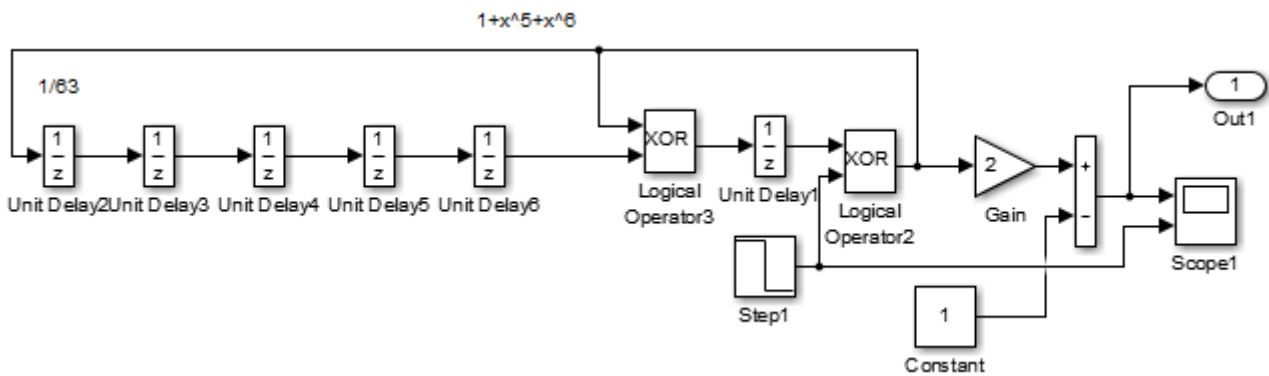 1+x^5+x^6
1/63
1
Out1
1
z
1
z
1
z
1
z
1
z
XOR
1
z
XOR
2
+
−
Unit Delay2
Unit Delay3
Unit Delay4
Unit Delay5
Unit Delay6
Logical
Operator3
Unit Delay1
Logical
Operator2
Gain
Scope1
Step1
1
Constant